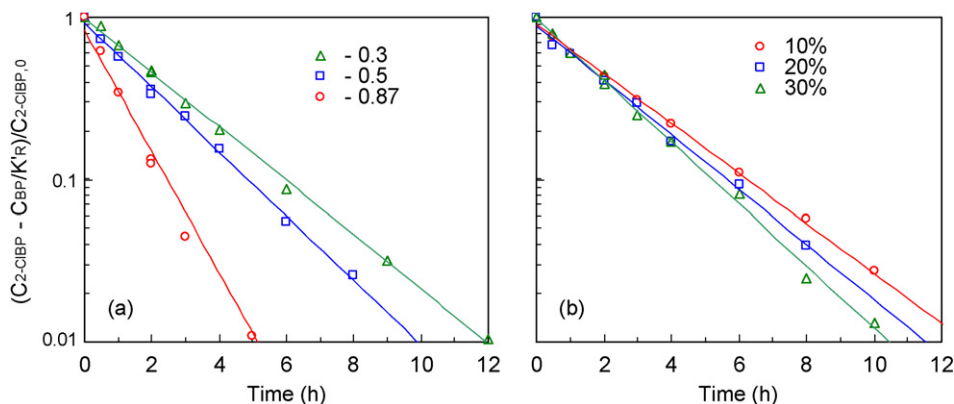 (C2-ClBP - CBP/K'R)/C2-ClBP,0
1
0.1
0.01
- 0.3
- 0.5
- 0.87
(a)
0 2 4 6 8 10 12
Time (h)
10%
20%
30%
(b)
0 2 4 6 8 10 12
Time (h)